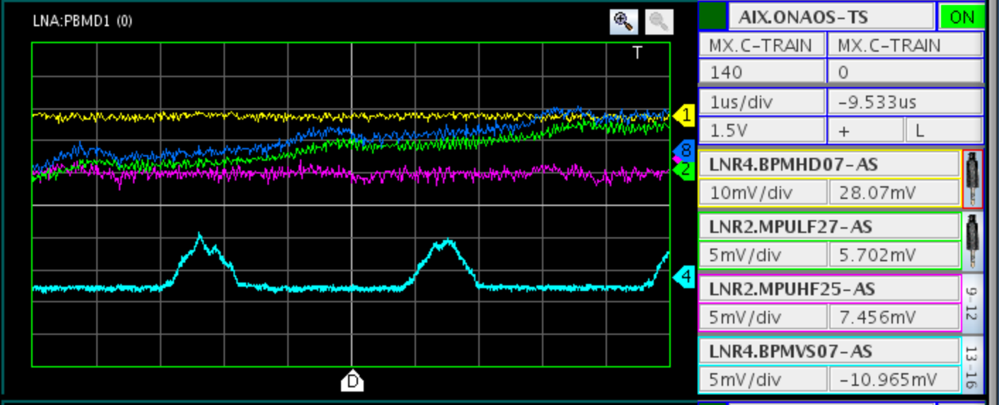 LNA:PBMD1 (0)
T
1
8
2
4
D
AIX.ONAOS-TS ON
MX.C-TRAIN MX.C-TRAIN
140 0
1us/div -9.533us
1.5V + L
LNR4.BPMHD07-AS
10mV/div 28.07mV
LNR2.MPULF27-AS
5mV/div 5.702mV
LNR2.MPUHF25-AS
5mV/div 7.456mV
9-12
LNR4.BPMVS07-AS
5mV/div -10.965mV
13-16